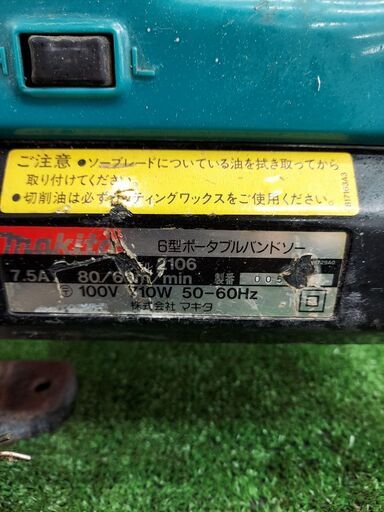 L
ご注意 ●ソーブレードについている油を拭き取ってから
取り付けてください。
●切削油は必ずカッティングワックスをご使用ください。
makita
6型ポータブルバンドソー
2106
7.5A 80/ m/min 製番 005
100V 710W 50-60Hz
株式会社 マキタ